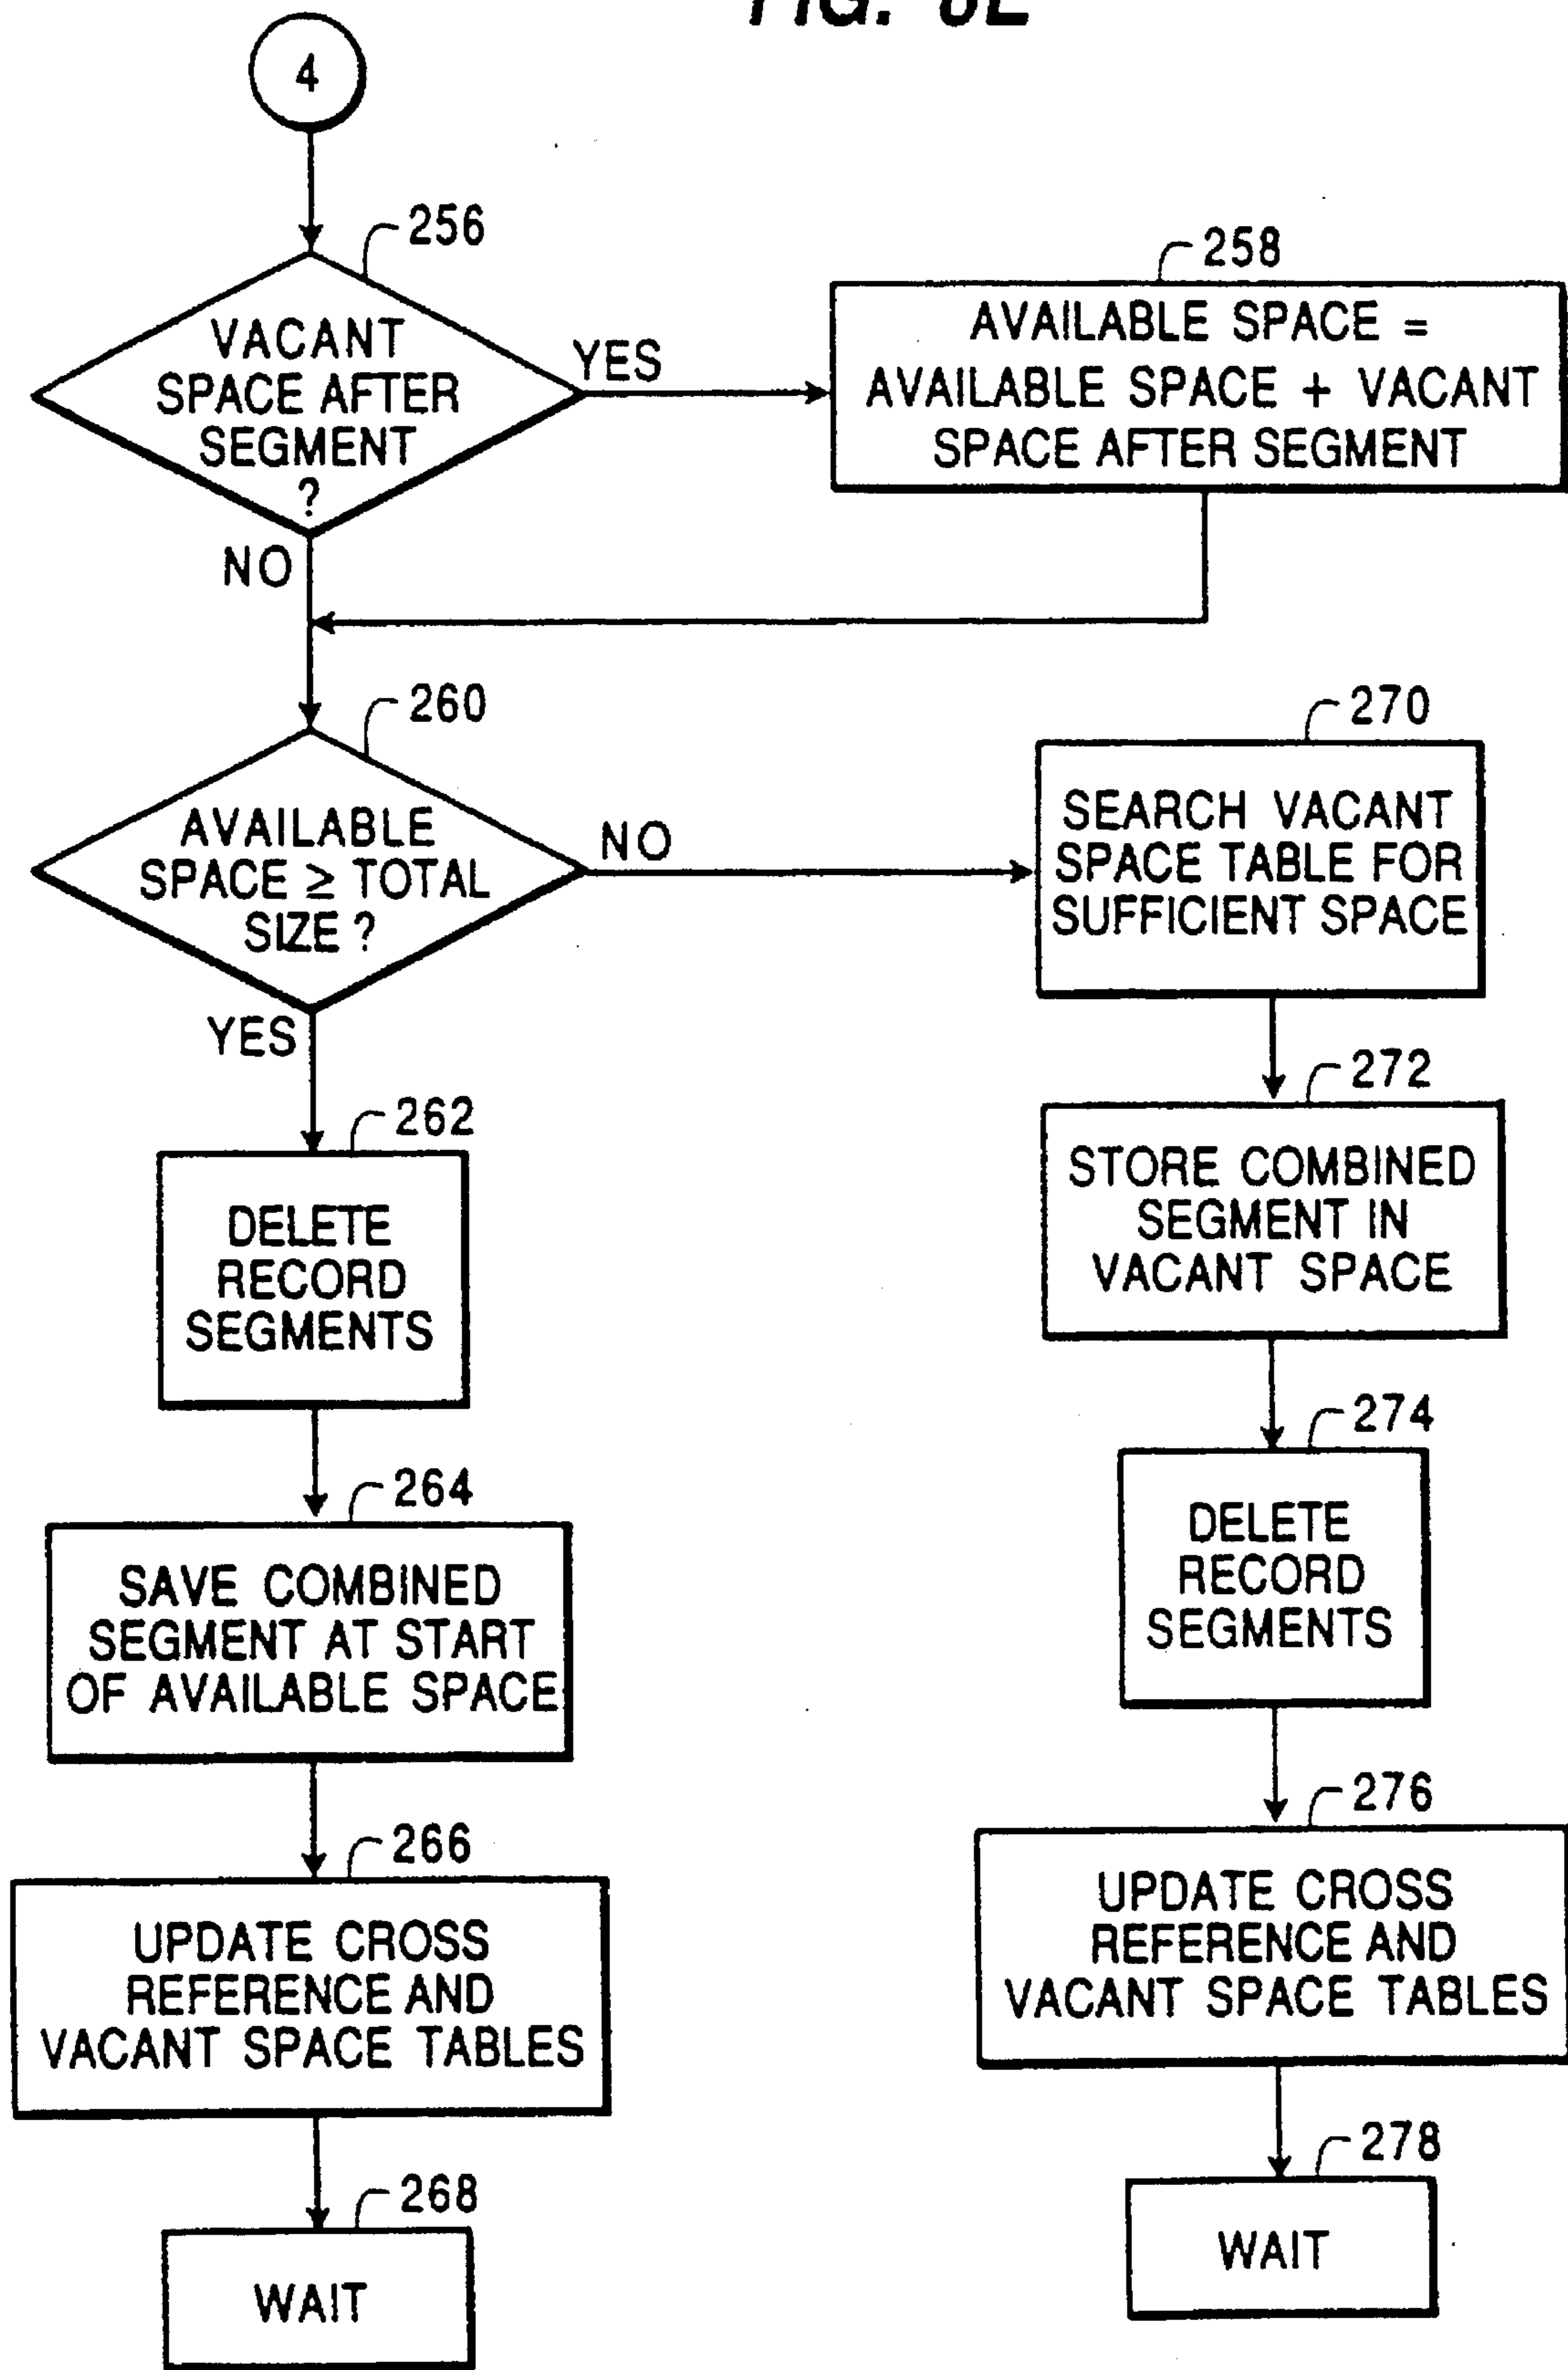 FIG.
4
256
VACANT
SPACE AFTER
SEGMENT
?
YES
NO
258
AVAILABLE SPACE =
AVAILABLE SPACE + VACANT
SPACE AFTER SEGMENT
260
AVAILABLE
SPACE ≥ TOTAL
SIZE ?
NO
YES
262
DELETE
RECORD
SEGMENTS
264
SAVE COMBINED
SEGMENT AT START
OF AVAILABLE SPACE
266
UPDATE CROSS
REFERENCE AND
VACANT SPACE TABLES
268
WAIT
270
SEARCH VACANT
SPACE TABLE FOR
SUFFICIENT SPACE
272
STORE COMBINED
SEGMENT IN
VACANT SPACE
274
DELETE
RECORD
SEGMENTS
276
UPDATE CROSS
REFERENCE AND
VACANT SPACE TABLES
278
WAIT